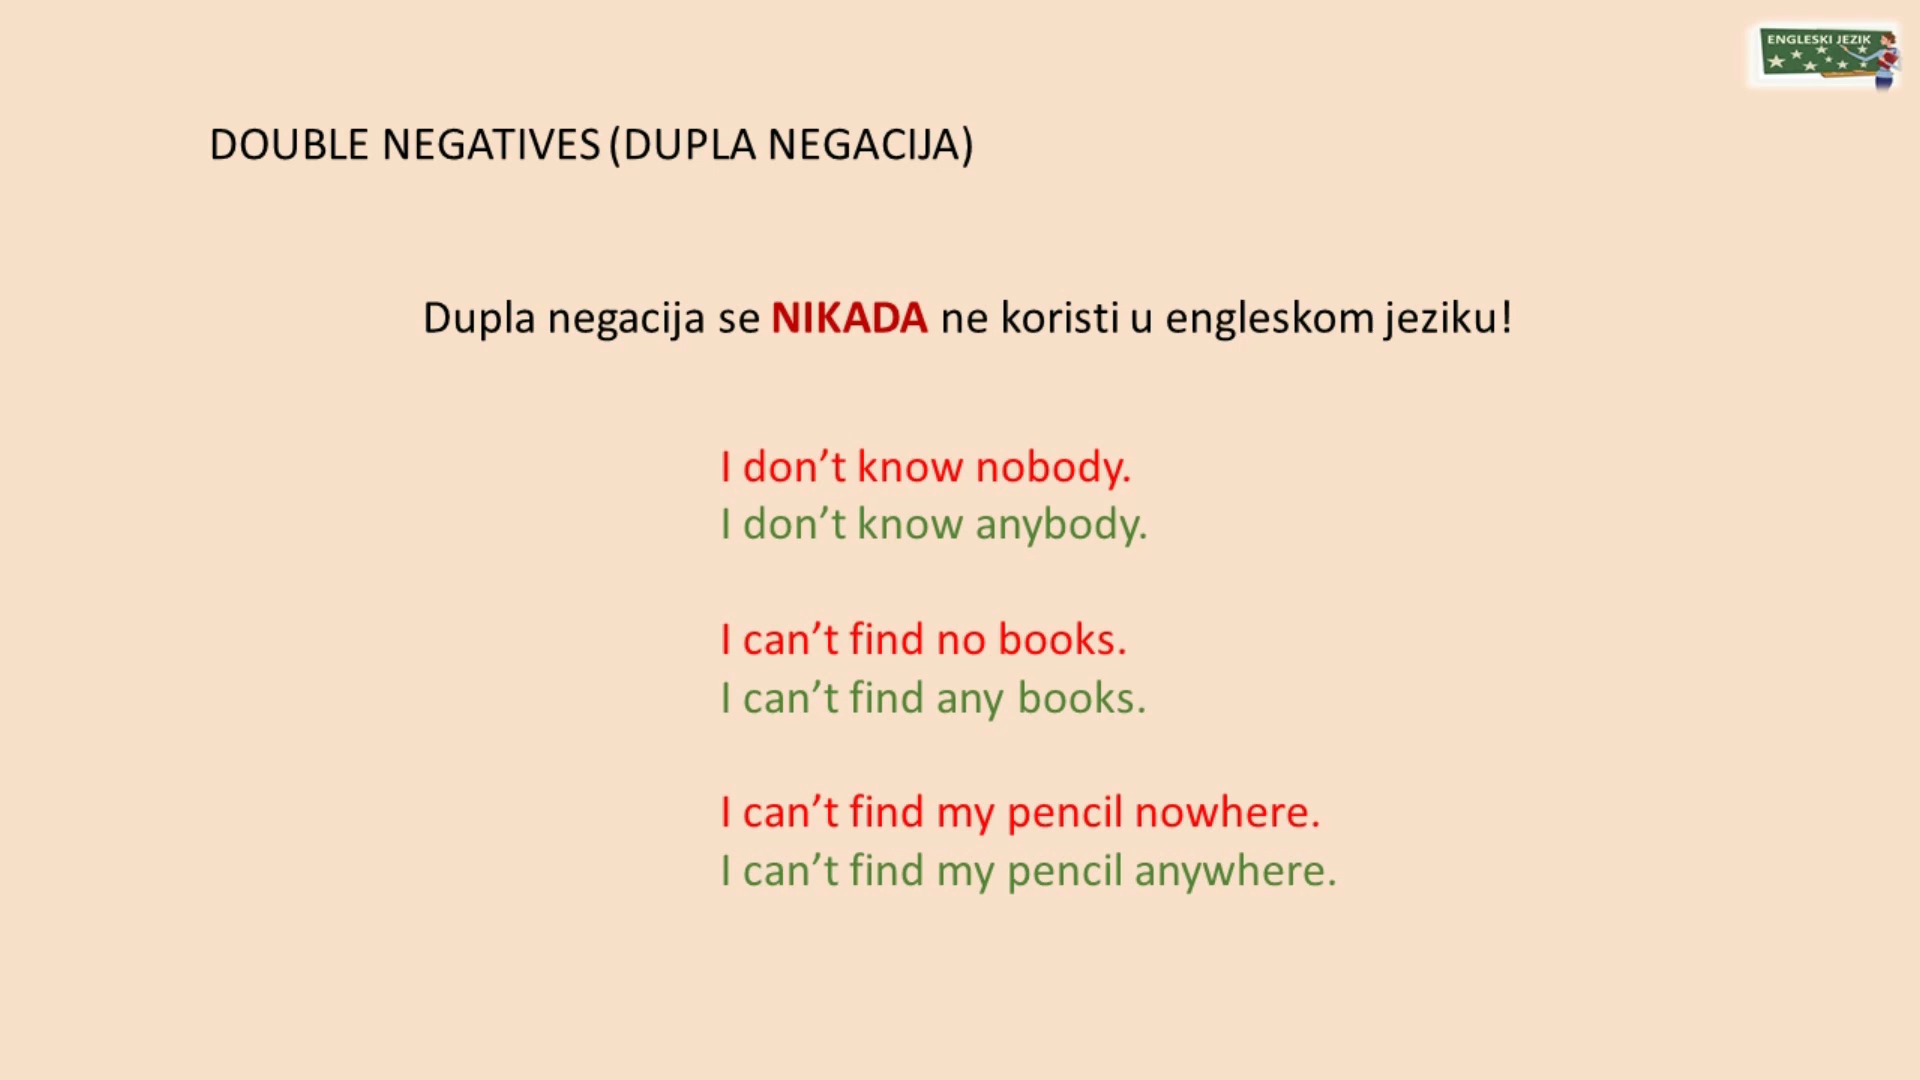 ENGLESKI JEZIK
DOUBLE NEGATIVES (DUPLA NEGACIJA)
Dupla negacija se NIKADA ne koristi u engleskom jeziku!
I don’t know nobody.
I don’t know anybody.
I can’t find no books.
I can’t find any books.
I can’t find my pencil nowhere.
I can’t find my pencil anywhere.